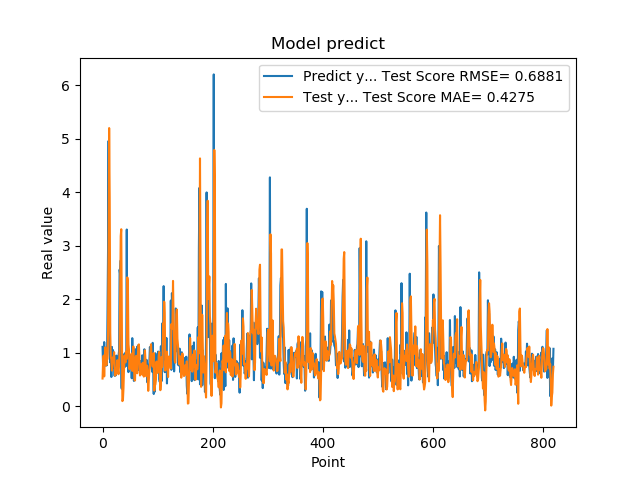 Model predict
Predict y... Test Score RMSE= 0.6881
Test y... Test Score MAE= 0.4275
6
5
4
3
2
1
0
Real value
0 200 400 600 800
Point